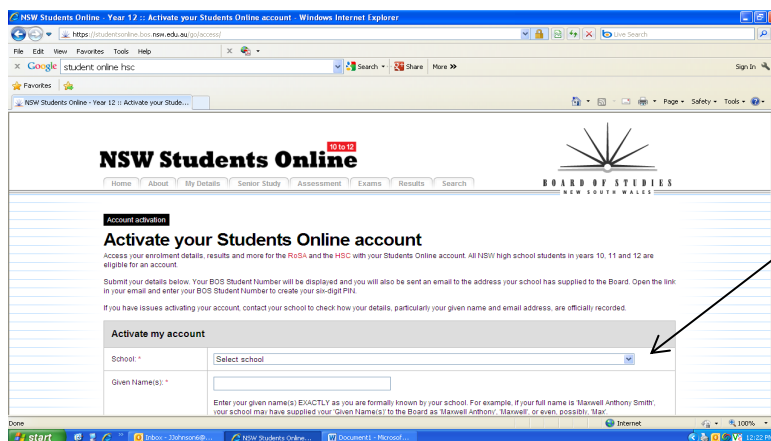 NSW Students Online - Year 12 :: Activate your Students Online account - Windows Internet Explorer
https://studentsonline.bos.nsw.edu.au/go/access/
Live Search
File Edit View Favorites Tools Help
x Google student online hsc Search Share More >> Sign In
Favorites
NSW Students Online - Year 12 :: Activate your Stude... Page Safety Tools
10 to 12
NSW Students Online
Home About My Details Senior Study Assessment Exams Results Search
BOARD OF STUDIES
NEW SOUTH WALES
Account activation
Activate your Students Online account
Access your enrolment details, results and more for the RoSA and the HSC with your Students Online account. All NSW high school students in years 10, 11 and 12 are
eligible for an account.
Submit your details below. Your BOS Student Number will be displayed and you will also be sent an email to the address your school has supplied to the Board. Open the link
in your email and enter your BOS Student Number to create your six-digit PIN.
If you have issues activating your account, contact your school to check how your details, particularly your given name and email address, are officially recorded.
Activate my account
School: *
Select school
Given Name(s): *
Enter your given name(s) EXACTLY as you are formally known by your school. For example, if your full name is 'Maxwell Anthony Smith',
your school may have supplied your 'Given Name(s)' to the Board as 'Maxwell Anthony', 'Maxwell', or even, possibly, 'Max'.
Done Internet 100%
start Inbox - JJohnson6@... NSW Students Online... Document1 - Microsof... 12:22 PM